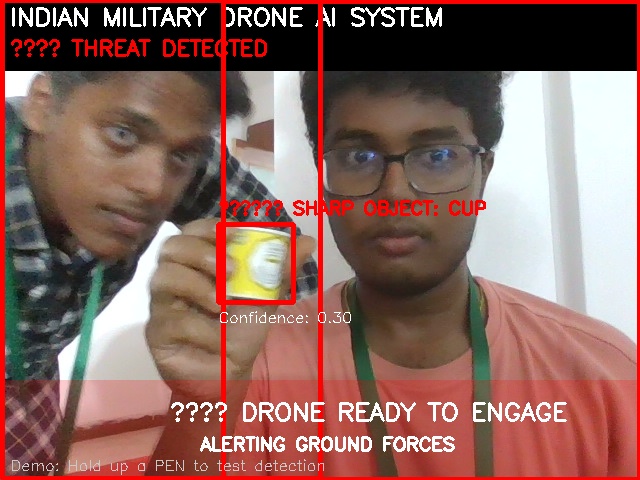 INDIAN MILITARY DRONE AI SYSTEM
???? THREAT DETECTED
?????? SHARP OBJECT: CUP
Confidence: 0.30
???? DRONE READY TO ENGAGE
ALERTING GROUND FORCES
Demo: Hold up a PEN to test detection